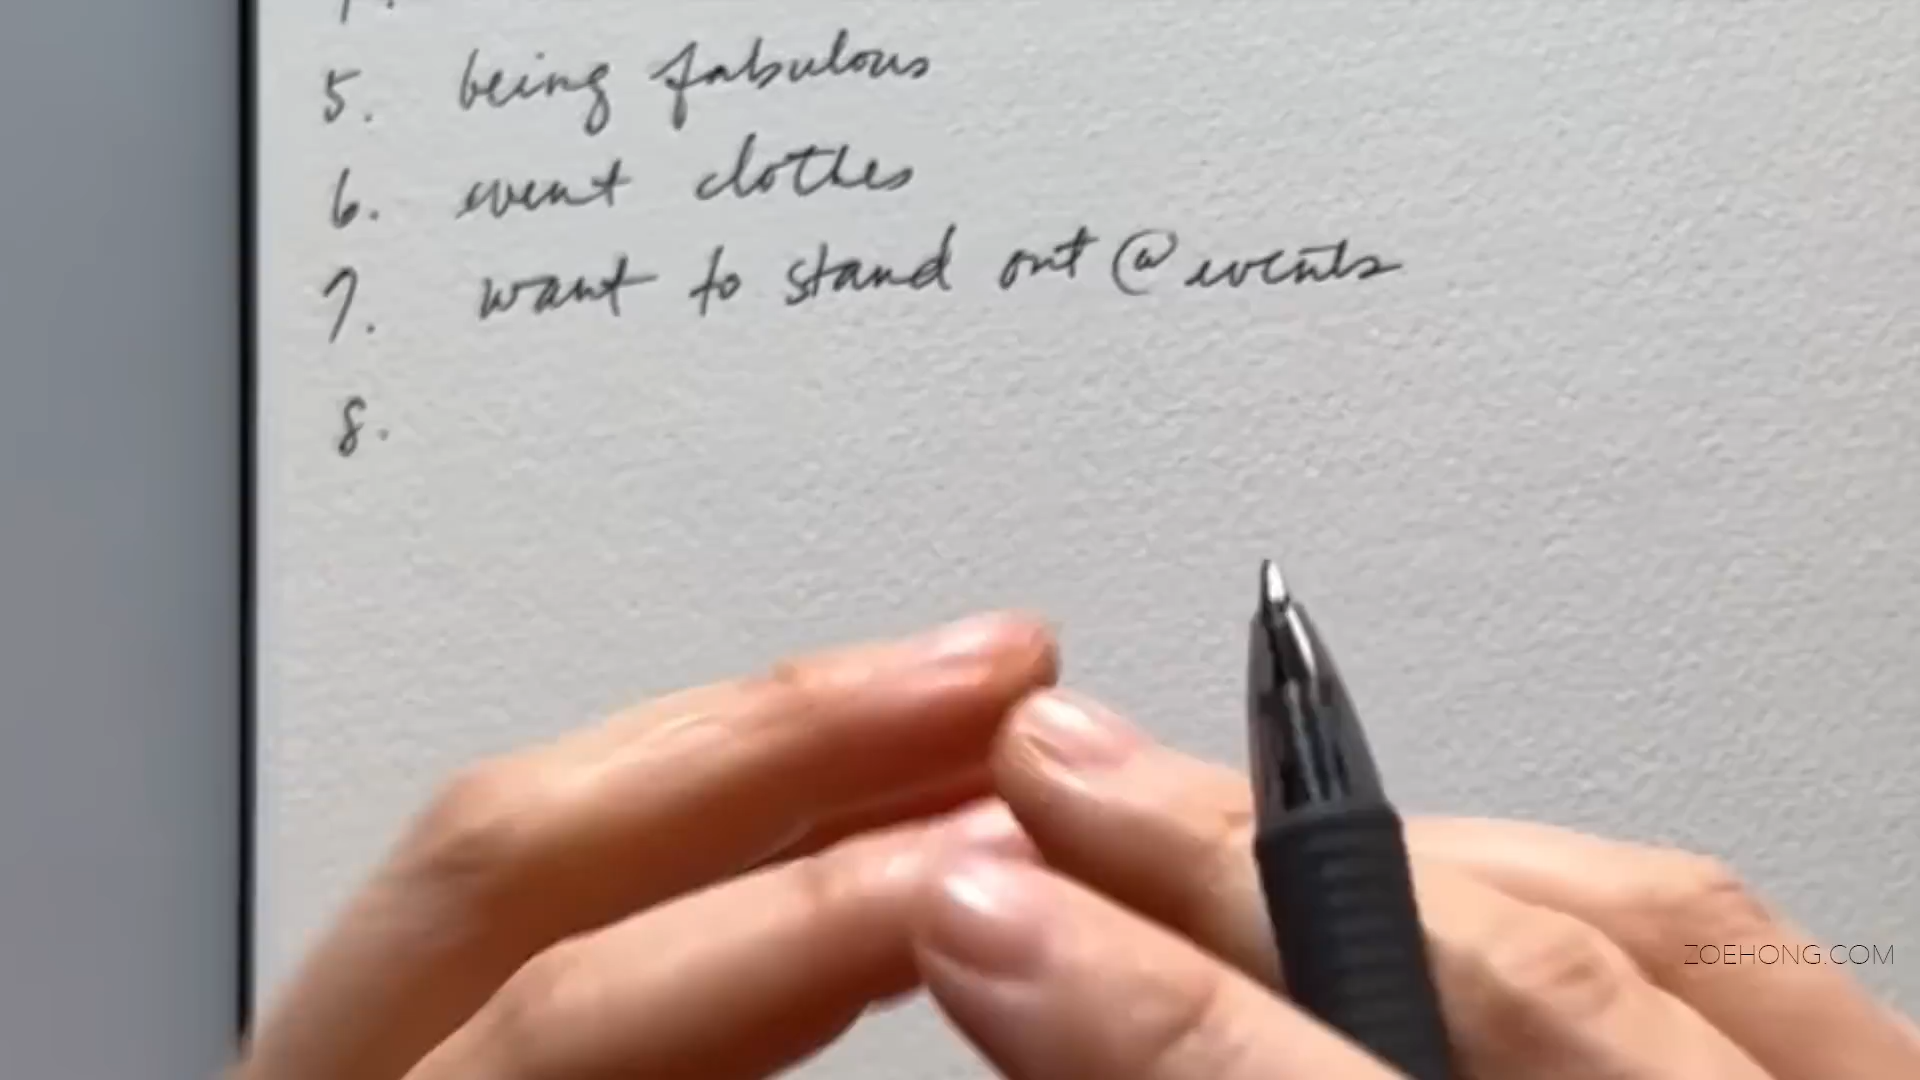 5. being fabulous
6. event clothes
7. want to stand out @ events
8.
ZOEHONG.COM